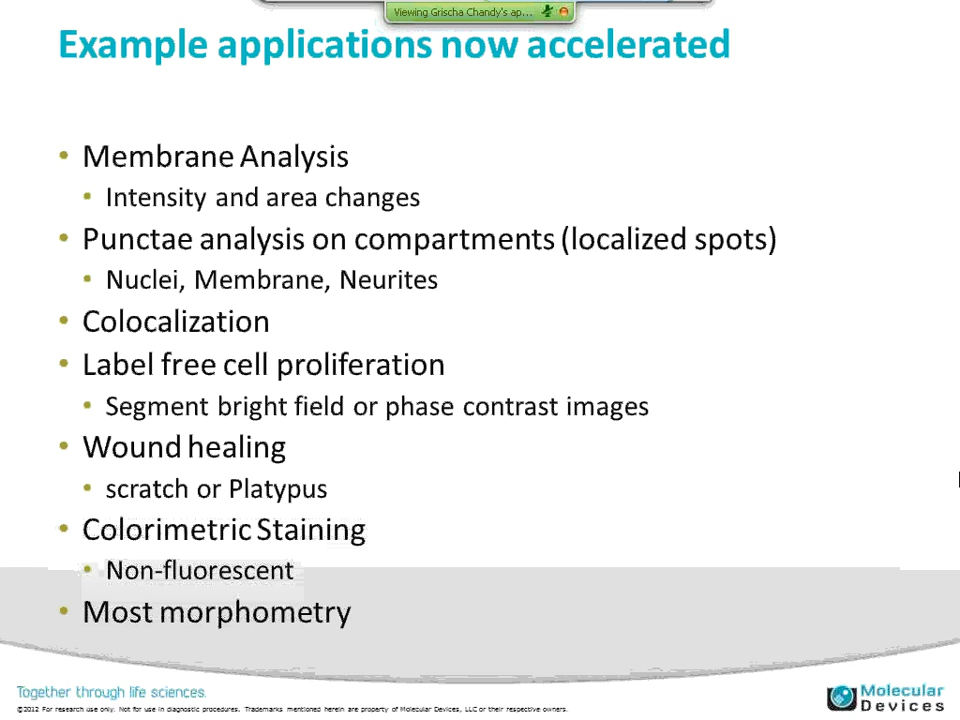 Viewing Grischa Chandy's ap...
Example applications now accelerated
• Membrane Analysis
• Intensity and area changes
• Punctae analysis on compartments (localized spots)
• Nuclei, Membrane, Neurites
• Colocalization
• Label free cell proliferation
• Segment bright field or phase contrast images
• Wound healing
• scratch or Platypus
• Colorimetric Staining
• Non-fluorescent
• Most morphometry
Together through life sciences.
©2012 For research use only. Not for use in diagnostic procedures. Trademarks mentioned herein are property of Molecular Devices, LLC or their respective owners.
Molecular
Devices